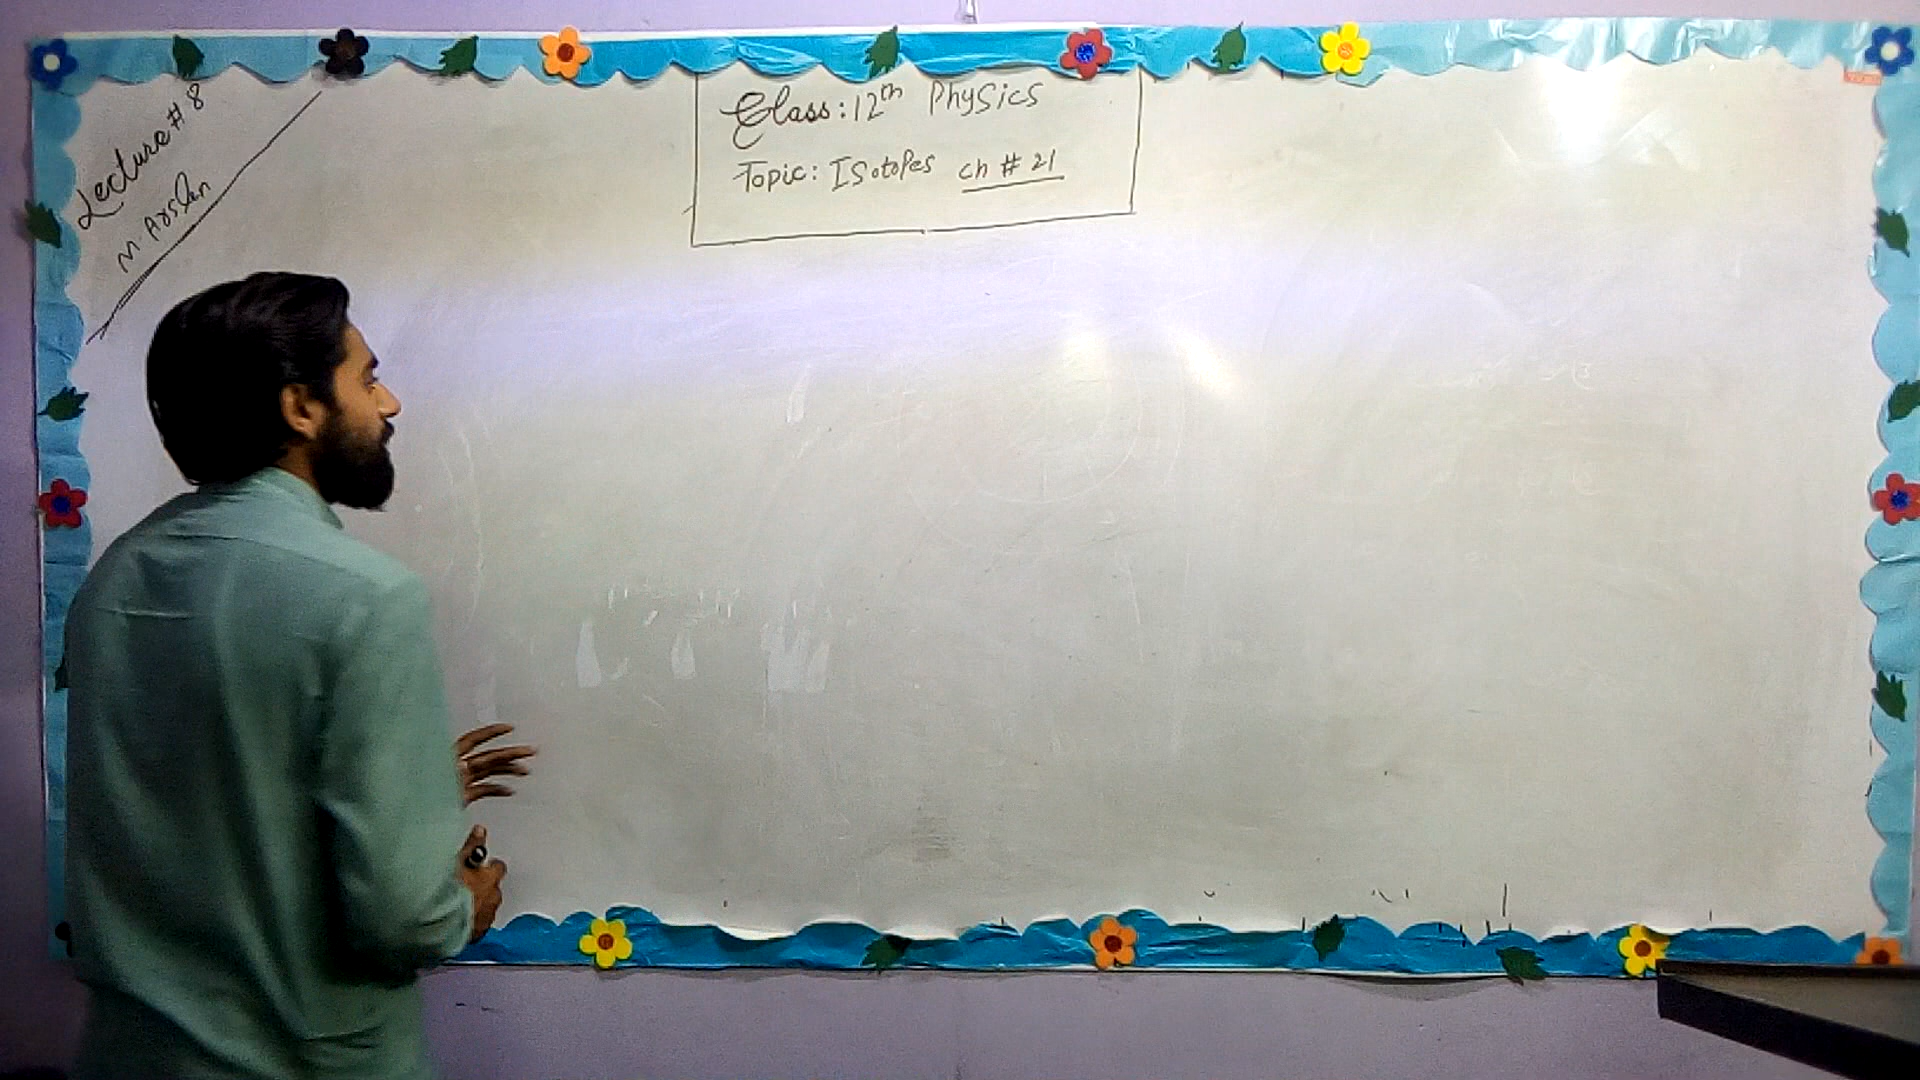 Lecture # 8
M Arslan
Class: 12th Physics
Topic: Isotopes ch # 21